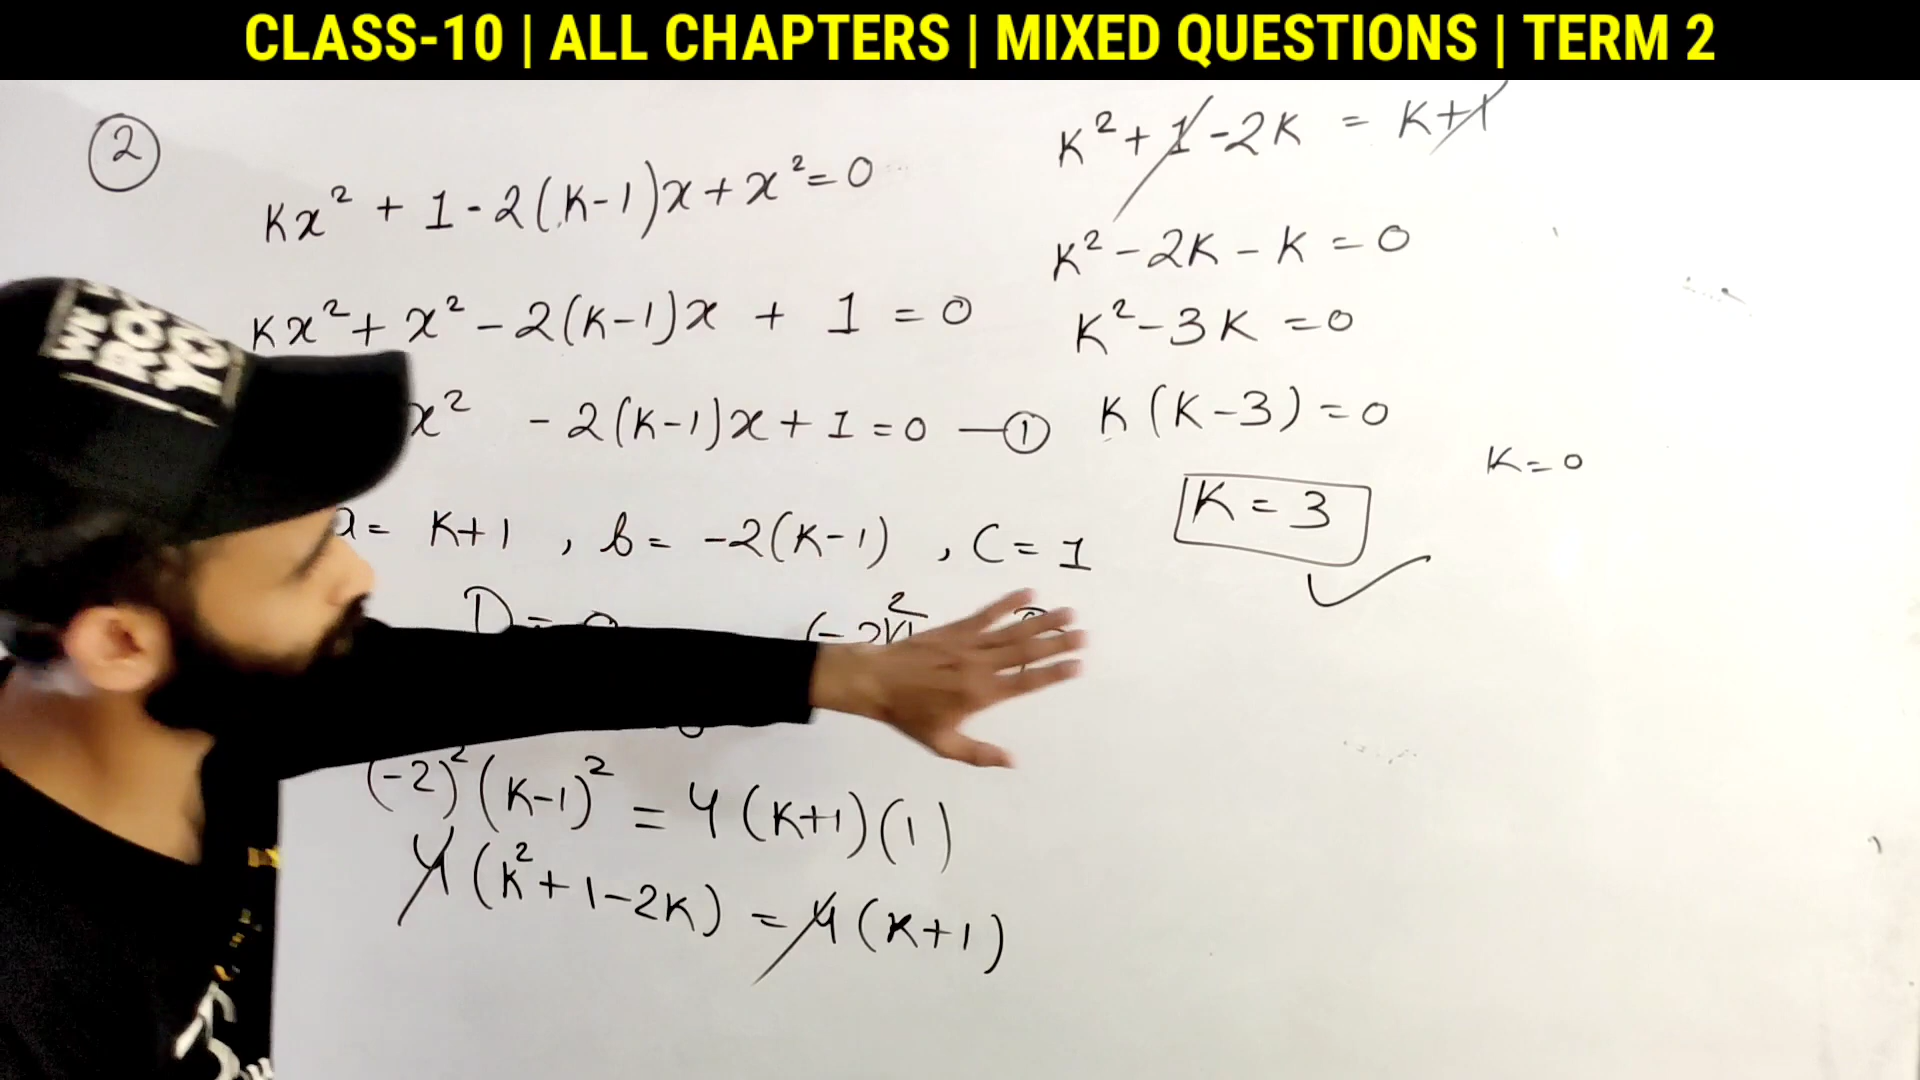 CLASS-10 | ALL CHAPTERS | MIXED QUESTIONS | TERM 2
2
Kx² + 1 - 2(K-1)x + x² = 0
Kx² + x² - 2(K-1)x + 1 = 0
x² - 2(K-1)x + 1 = 0 — ①
a = K+1 , b = -2(K-1) , C = 1
D = 0
(-2)²(K-1)² = 4(K+1)(1)
4(K²+1-2K) = 4(K+1)
K² + 1 - 2K = K+1
K² - 2K - K = 0
K² - 3K = 0
K(K-3) = 0
K = 0
K = 3